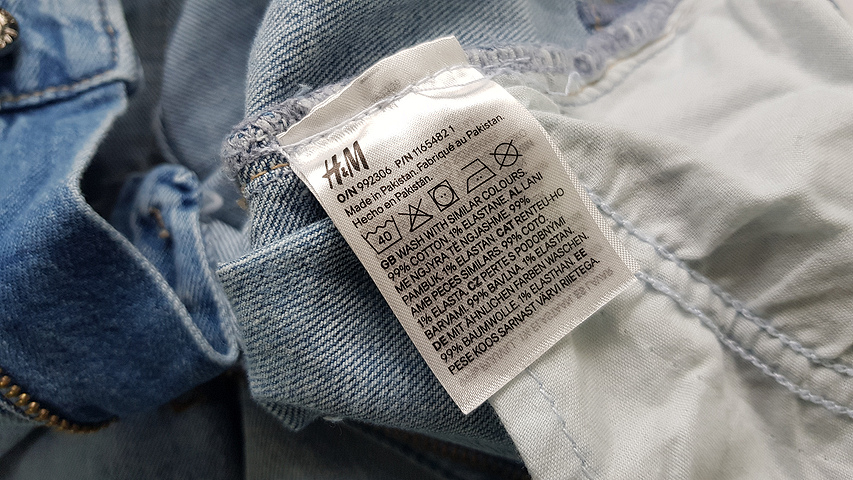 H&M
O/N 992306 P/N 1165482 1
Made in Pakistan. Fabriqué au Pakistan.
Hecho en Pakistán.
40
GB WASH WITH SIMILAR COLOURS.
99% COTTON, 1% ELASTANE AL LANI
ME NGJYRA TË NGJASHME. 99%
PAMBUK, 1% ELASTAN. CAT RENTEU-HO
AMB PECES SIMILARS. 99% COTÓ,
1% ELASTÀ. CZ PERTE S PODOBNÝMI
BARVAMI. 99% BAVLNA, 1% ELASTAN.
DE MIT ÄHNLICHEN FARBEN WASCHEN.
99% BAUMWOLLE, 1% ELASTHAN. EE
PESE KOOS SARNAST VÄRVI RIIETEGA.